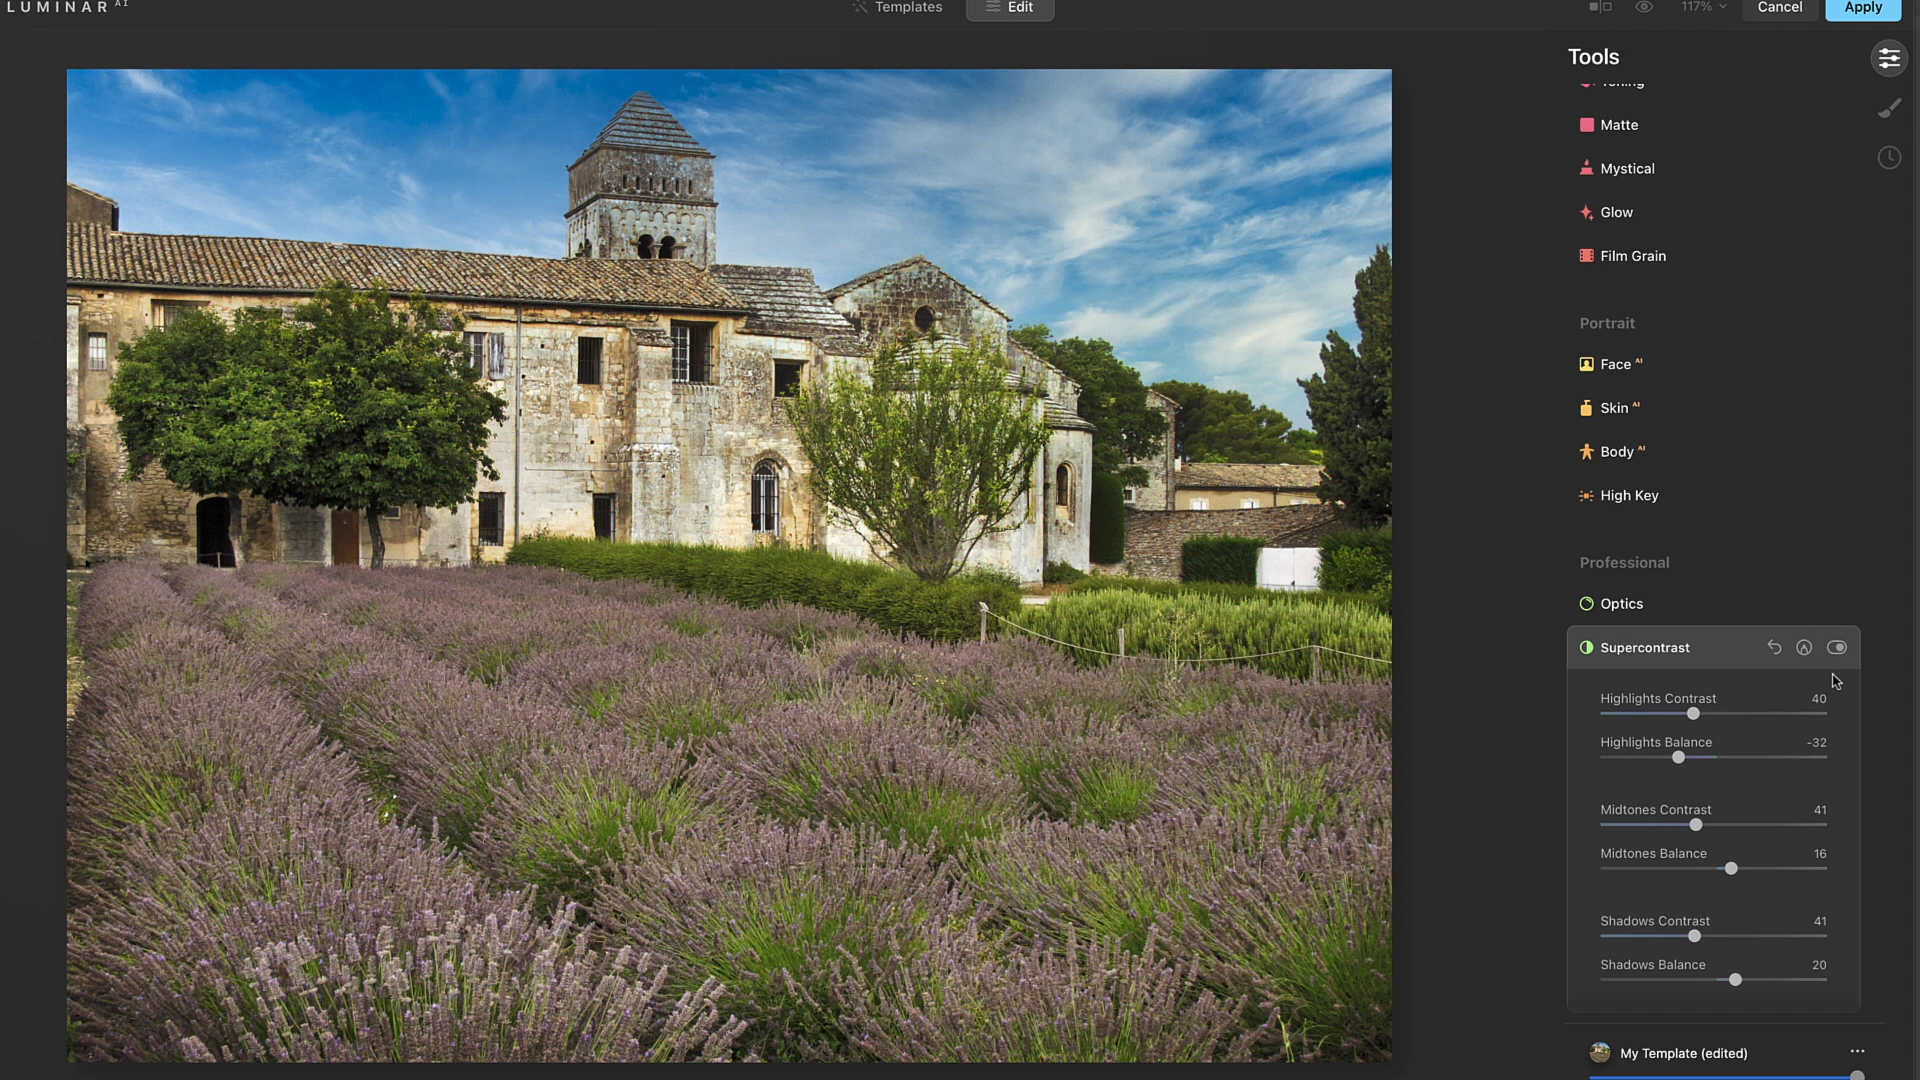 LUMINAR AI
Templates
Edit
117%
Cancel
Apply
Tools
Toning
Matte
Mystical
Glow
Film Grain
Portrait
Face AI
Skin AI
Body AI
High Key
Professional
Optics
Supercontrast
Highlights Contrast 40
Highlights Balance -32
Midtones Contrast 41
Midtones Balance 16
Shadows Contrast 41
Shadows Balance 20
My Template (edited)